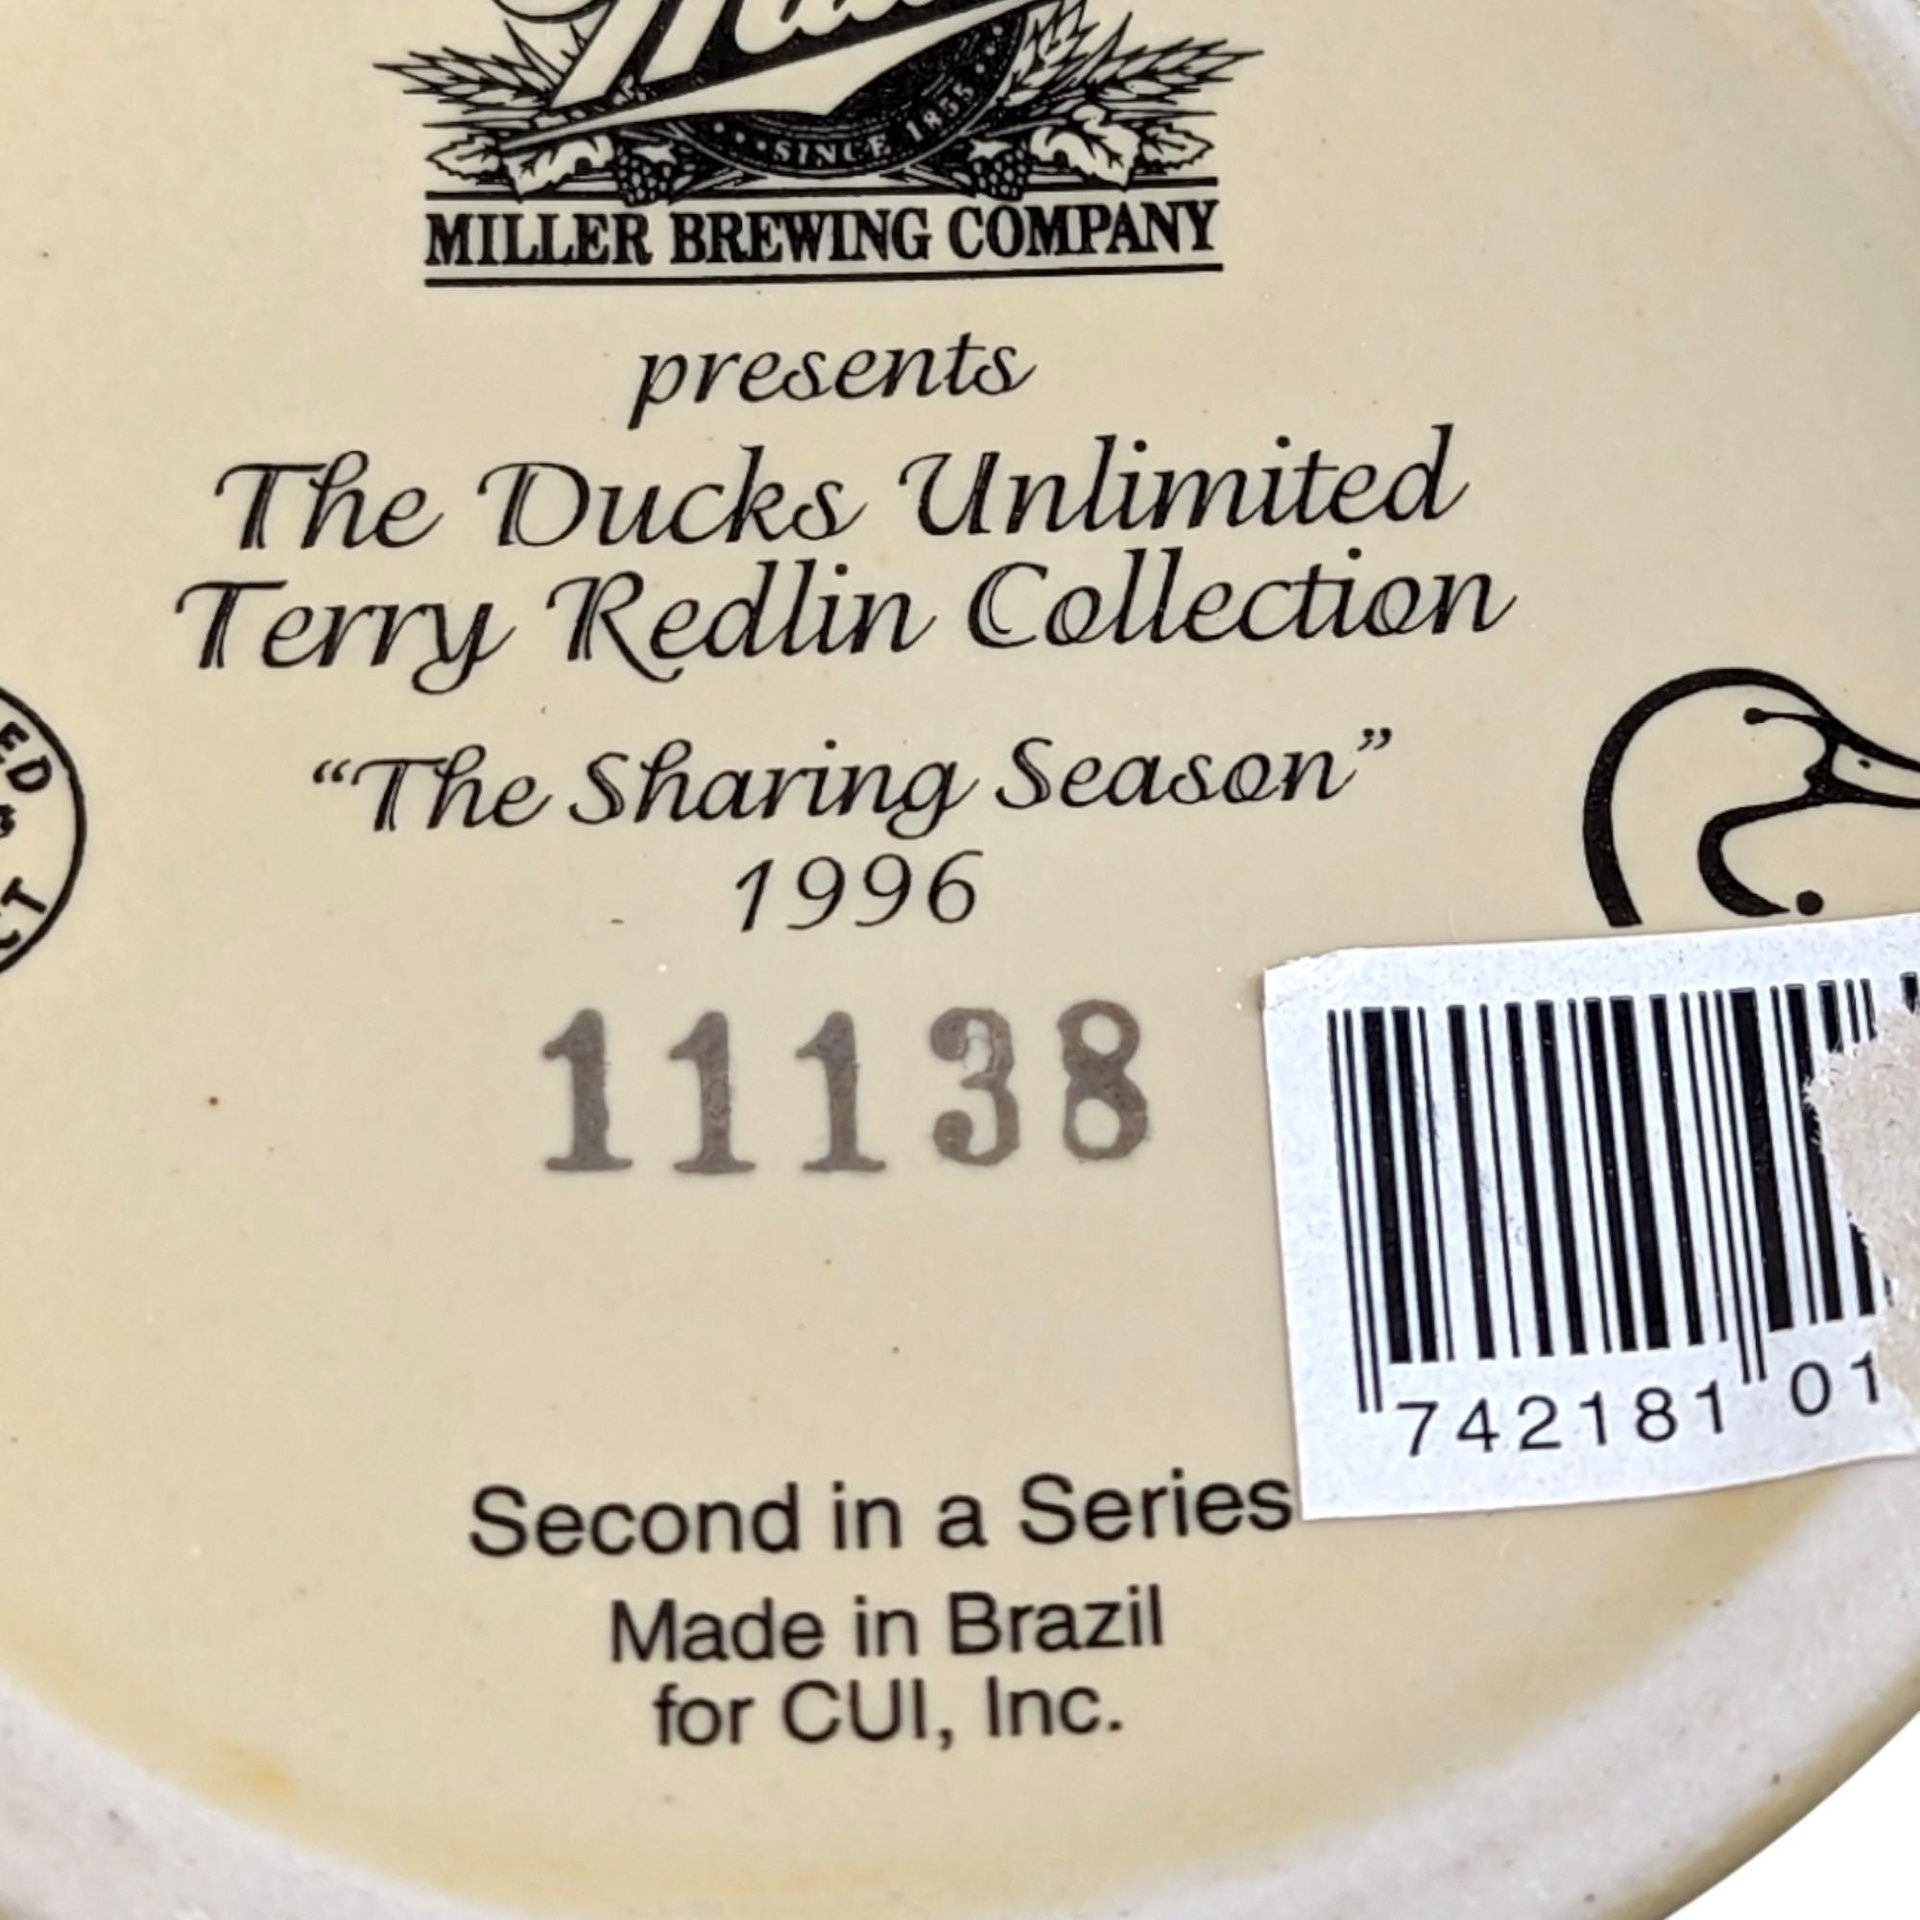 Miller
SINCE 1855
MILLER BREWING COMPANY
presents
The Ducks Unlimited
Terry Redlin Collection
"The Sharing Season"
1996
11138
742181 01
Second in a Series
Made in Brazil
for CUI, Inc.